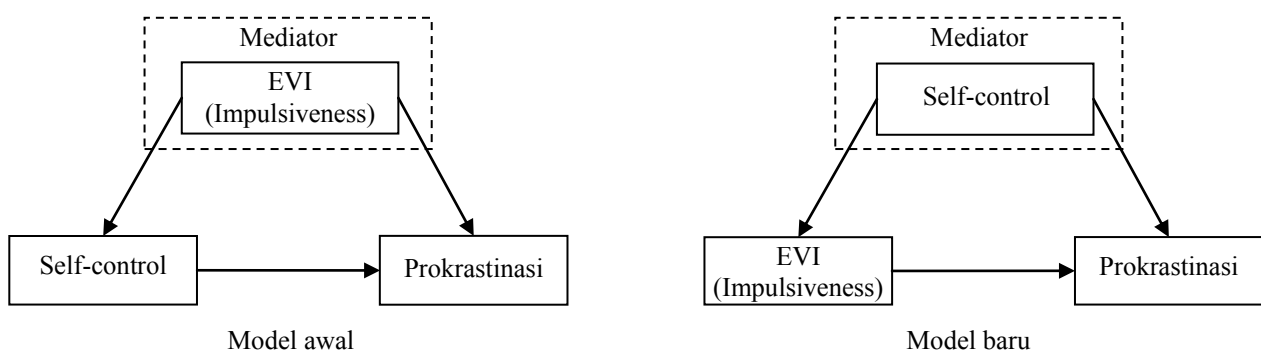 Mediator
EVI
(Impulsiveness)
Self-control
Prokrastinasi
Model awal
Mediator
Self-control
EVI
(Impulsiveness)
Prokrastinasi
Model baru